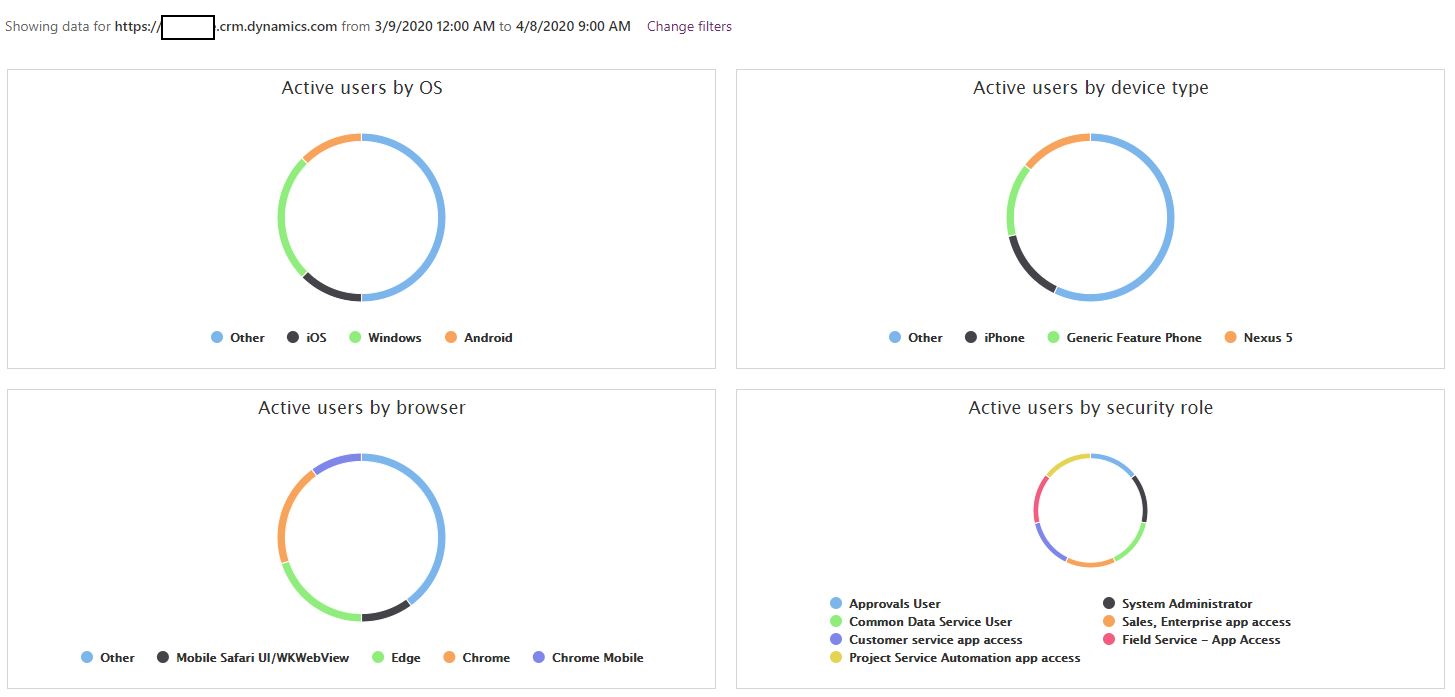 Showing data for https:// .crm.dynamics.com from 3/9/2020 12:00 AM to 4/8/2020 9:00 AM Change filters
Active users by OS
Other iOS Windows Android
Active users by device type
Other iPhone Generic Feature Phone Nexus 5
Active users by browser
Other Mobile Safari UI/WKWebView Edge Chrome Chrome Mobile
Active users by security role
Approvals User System Administrator
Common Data Service User Sales, Enterprise app access
Customer service app access Field Service - App Access
Project Service Automation app access